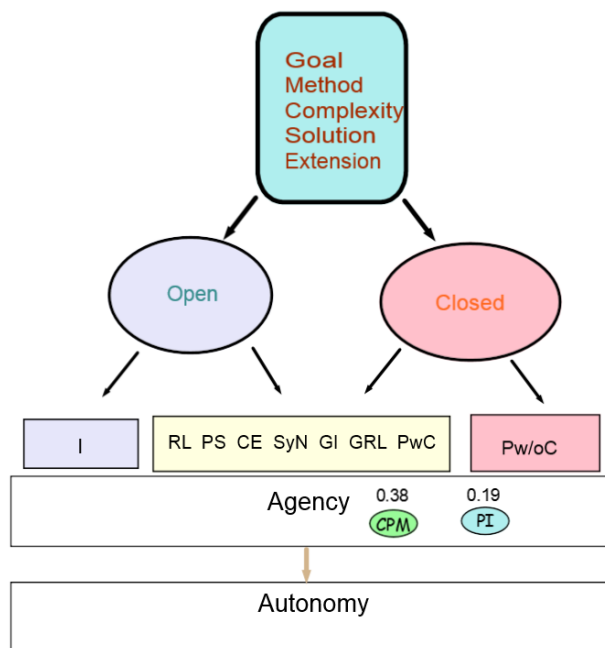 Goal
Method
Complexity
Solution
Extension
Open
Closed
I
RL PS CE SyN GI GRL PwC
Pw/oC
Agency
0.38
0.19
CPM
PI
Autonomy